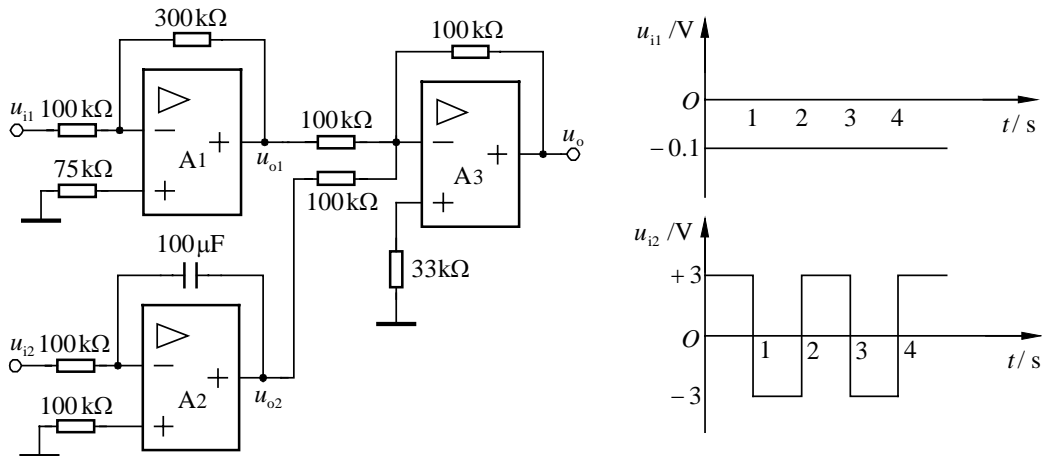 300kΩ
u_i1 100kΩ
−
+
A1
u_o1
75kΩ
+
100μF
u_i2 100kΩ
−
+
A2
u_o2
100kΩ
+
100kΩ
100kΩ
100kΩ
−
+
A3
u_o
+
33kΩ
u_i1 /V
O
1 2 3 4
t/ s
−0.1
u_i2 /V
+3
O
1 2 3 4
t/ s
−3